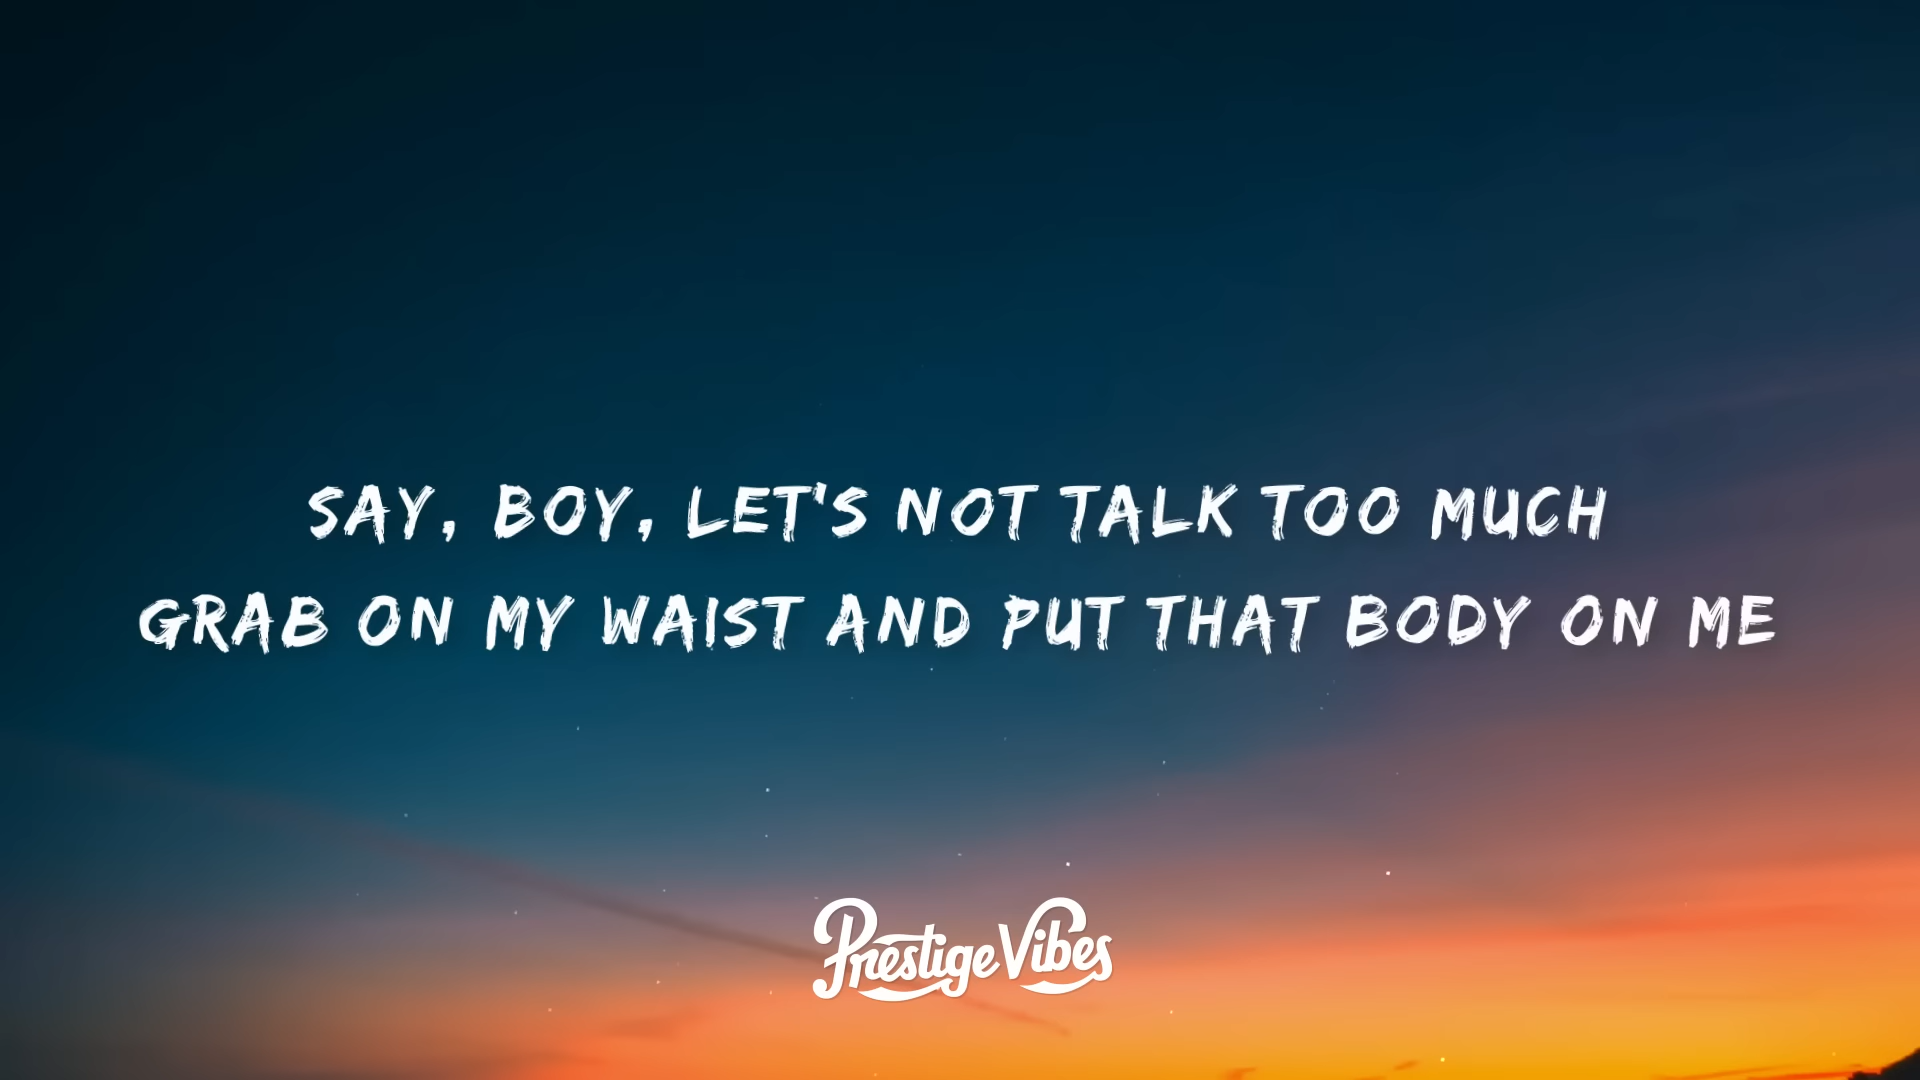 SAY, BOY, LET'S NOT TALK TOO MUCH
GRAB ON MY WAIST AND PUT THAT BODY ON ME
Prestige Vibes